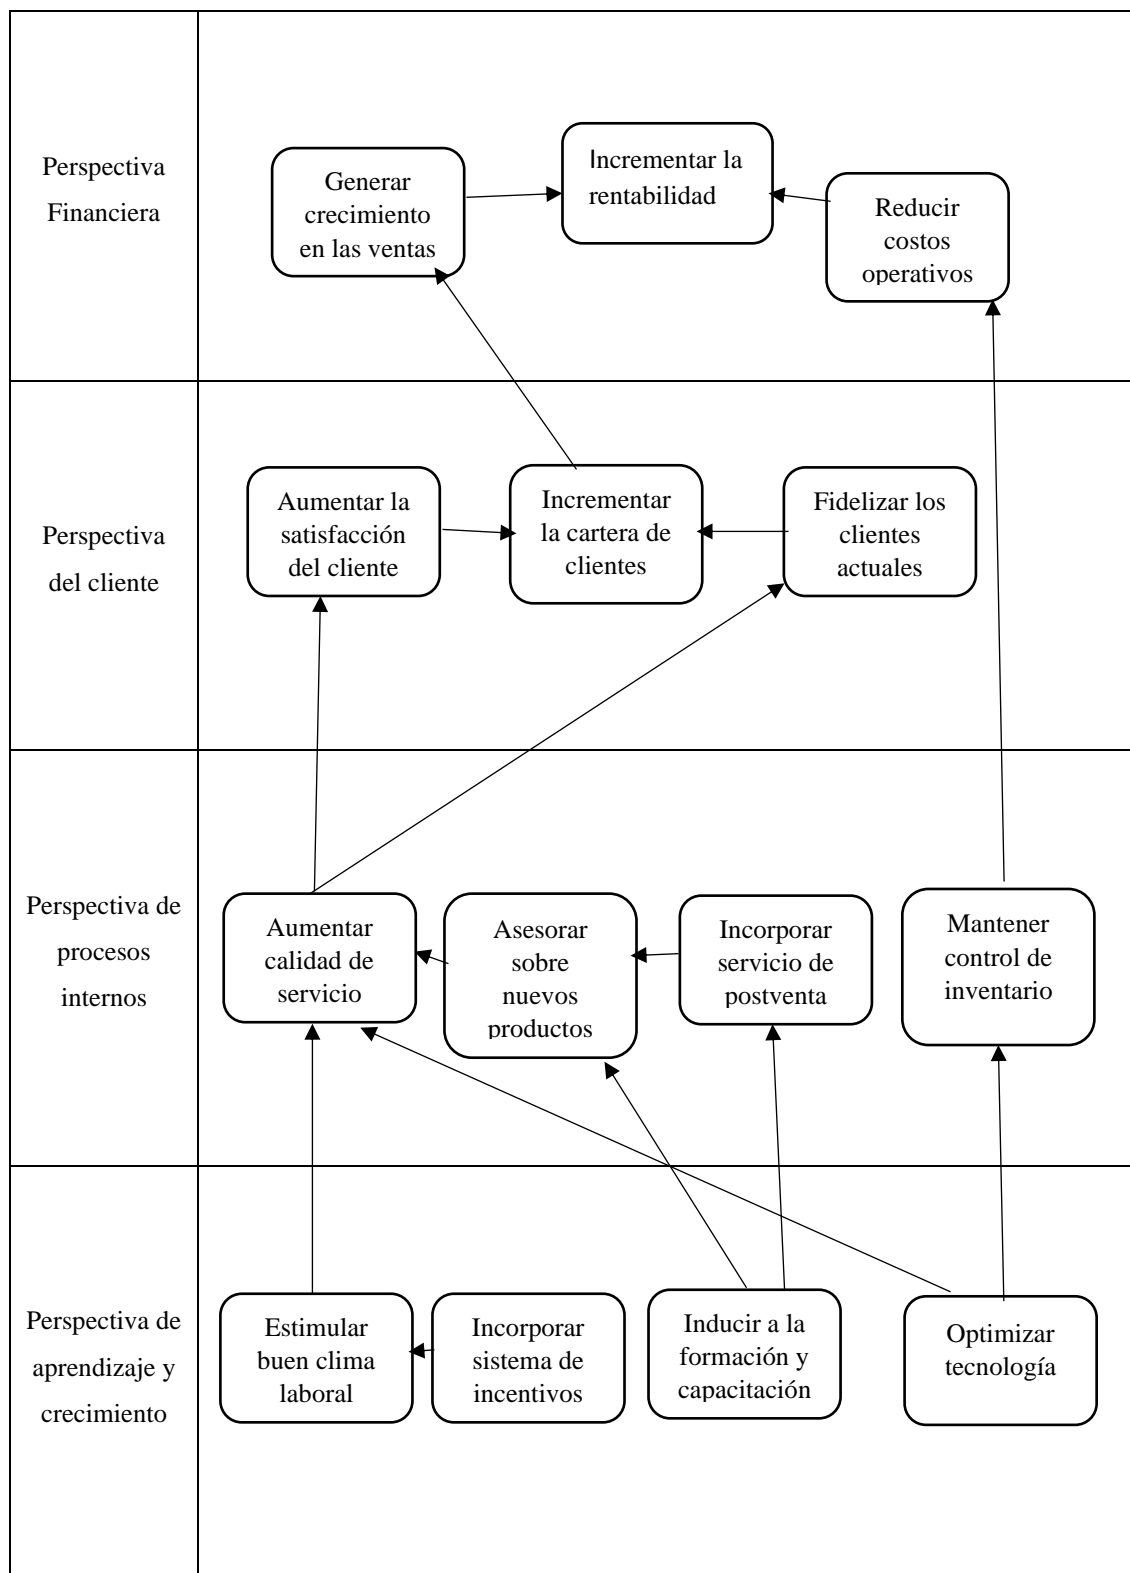 Perspectiva
Financiera
Generar
crecimiento
en las ventas
Incrementar la
rentabilidad
Reducir
costos
operativos
Perspectiva
del cliente
Aumentar la
satisfacción
del cliente
Incrementar
la cartera de
clientes
Fidelizar los
clientes
actuales
Perspectiva de
procesos
internos
Aumentar
calidad de
servicio
Asesorar
sobre
nuevos
productos
Incorporar
servicio de
postventa
Mantener
control de
inventario
Perspectiva de
aprendizaje y
crecimiento
Estimular
buen clima
laboral
Incorporar
sistema de
incentivos
Inducir a la
formación y
capacitación
Optimizar
tecnología